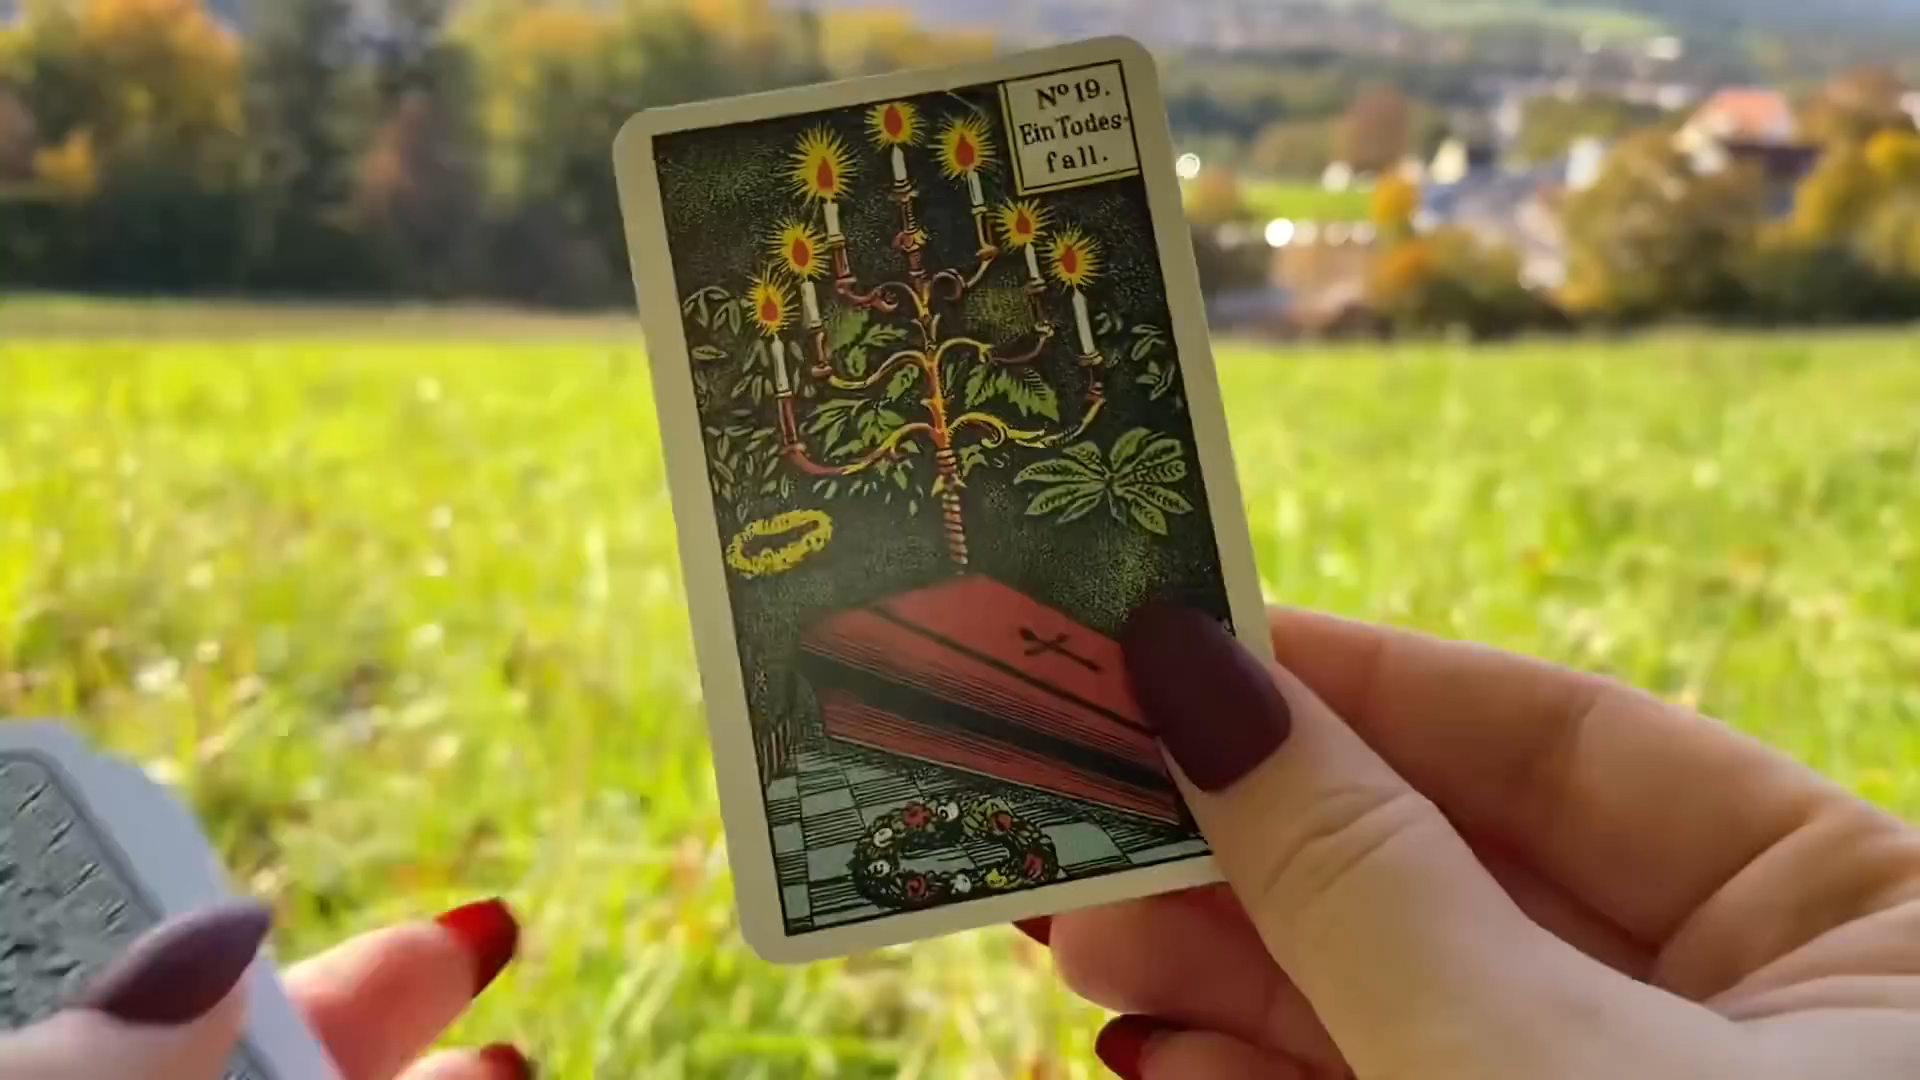 Nº 19.
Ein Todes-
fall.